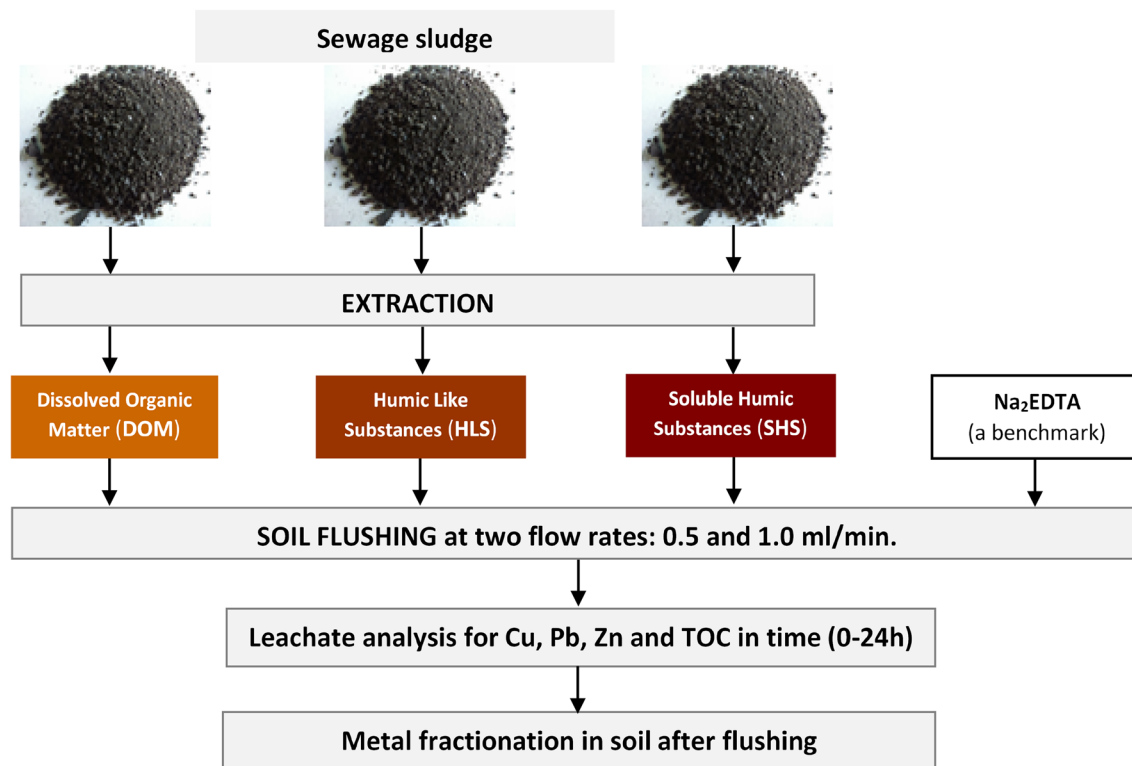 Sewage sludge
EXTRACTION
Dissolved Organic
Matter (DOM)
Humic Like
Substances (HLS)
Soluble Humic
Substances (SHS)
Na₂EDTA
(a benchmark)
SOIL FLUSHING at two flow rates: 0.5 and 1.0 ml/min.
Leachate analysis for Cu, Pb, Zn and TOC in time (0-24h)
Metal fractionation in soil after flushing